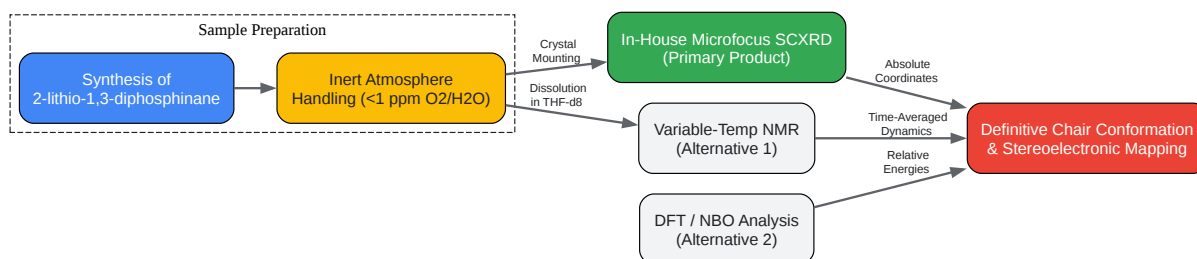 Sample Preparation
Synthesis of
2-lithio-1,3-diphosphinane
Inert Atmosphere
Handling (<1 ppm O2/H2O)
Crystal
Mounting
Dissolution
in THF-d8
In-House Microfocus SCXRD
(Primary Product)
Variable-Temp NMR
(Alternative 1)
DFT / NBO Analysis
(Alternative 2)
Absolute
Coordinates
Time-Averaged
Dynamics
Relative
Energies
Definitive Chair Conformation
& Stereoelectronic Mapping